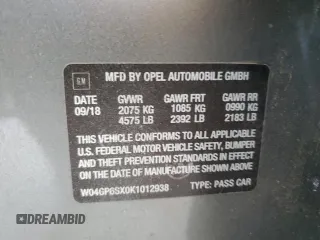 GM
MFD BY OPEL AUTOMOBILE GMBH
DATE GVWR GAWR FRT GAWR RR
09/18 2075 KG 1085 KG 0990 KG
4575 LB 2392 LB 2183 LB
THIS VEHICLE CONFORMS TO ALL APPLICABLE
U.S. FEDERAL MOTOR VEHICLE SAFETY, BUMPER
AND THEFT PREVENTION STANDARDS IN EFFECT
ON THE DATE OF MANUFACTURE SHOWN ABOVE.
W04GP6SX0K1012938 TYPE: PASS CAR
DREAMBID